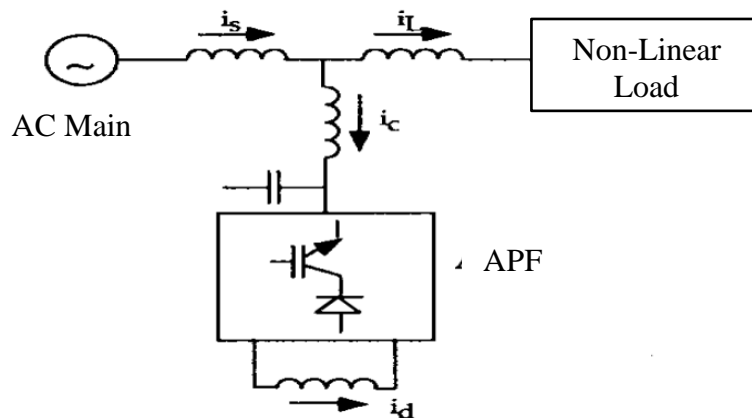 is
iL
Non-Linear
Load
AC Main
ic
APF
id